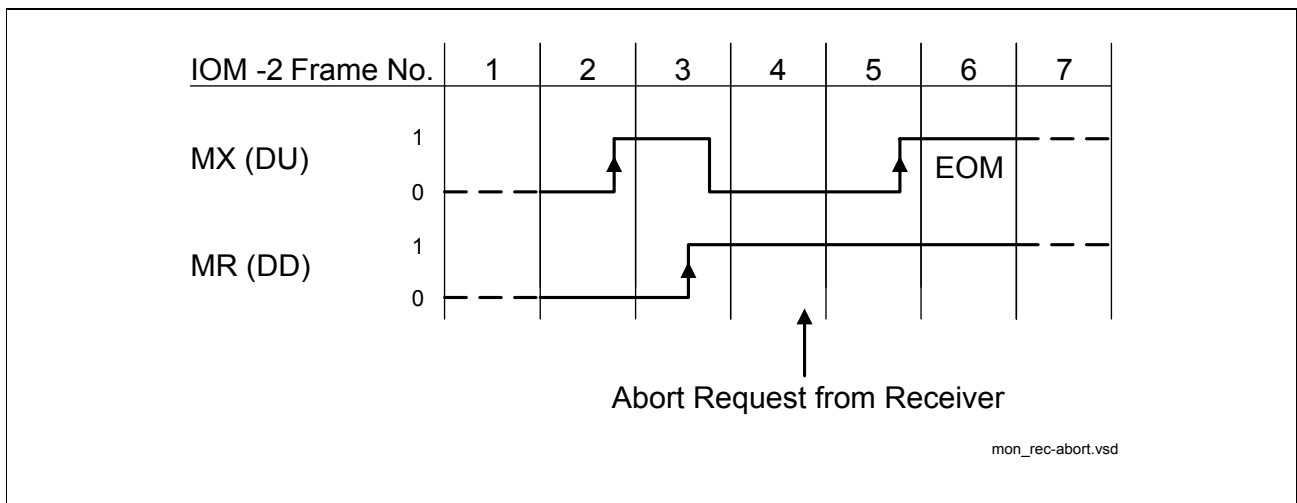 IOM -2 Frame No. 1 2 3 4 5 6 7
1
MX (DU)
EOM
0
1
MR (DD)
0
Abort Request from Receiver
mon_rec-abort.vsd